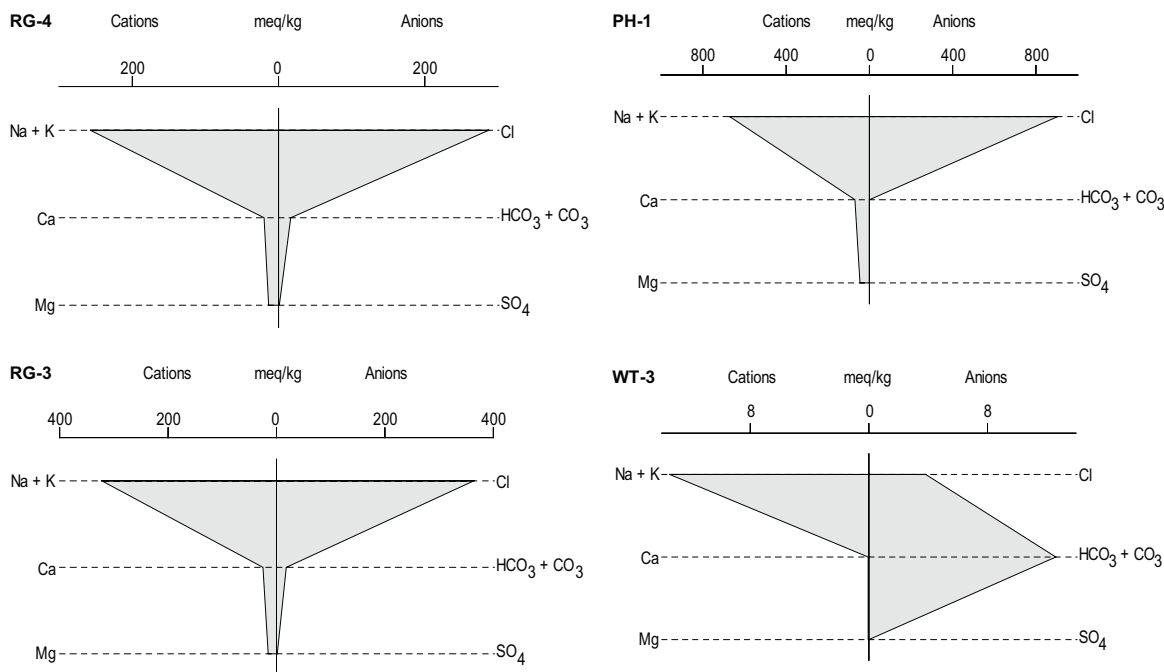 RG-4 Cations meq/kg Anions
200 0 200
Na + K Cl
Ca HCO3 + CO3
Mg SO4
PH-1 Cations meq/kg Anions
800 400 0 400 800
Na + K Cl
Ca HCO3 + CO3
Mg SO4
RG-3 Cations meq/kg Anions
400 200 0 200 400
Na + K Cl
Ca HCO3 + CO3
Mg SO4
WT-3 Cations meq/kg Anions
8 0 8
Na + K Cl
Ca HCO3 + CO3
Mg SO4